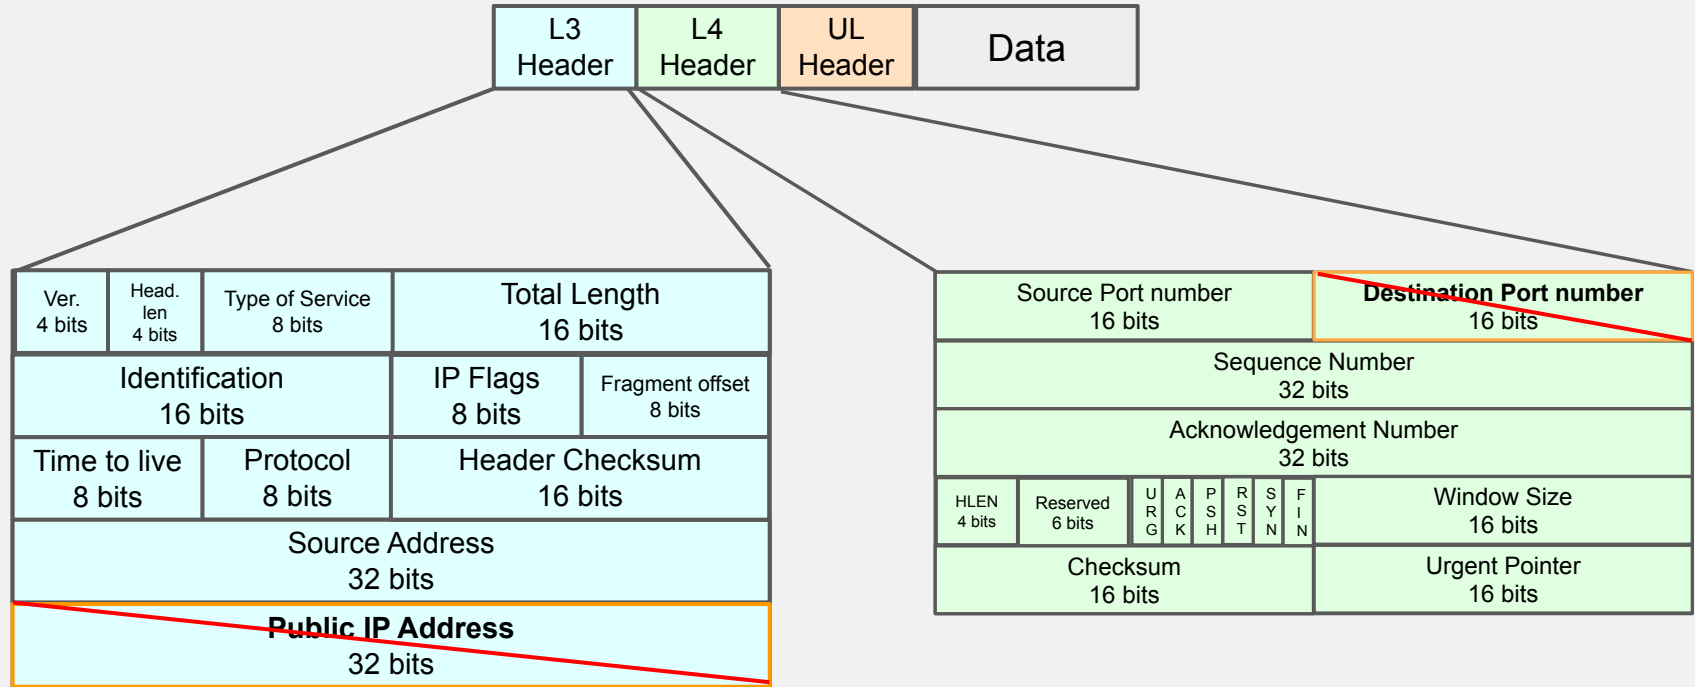 L3
Header
L4
Header
UL
Header
Data
Ver.
4 bits
Head.
len
4 bits
Type of Service
8 bits
Total Length
16 bits
Identification
16 bits
IP Flags
8 bits
Fragment offset
8 bits
Time to live
8 bits
Protocol
8 bits
Header Checksum
16 bits
Source Address
32 bits
Public IP Address
32 bits
Source Port number
16 bits
Destination Port number
16 bits
Sequence Number
32 bits
Acknowledgement Number
32 bits
HLEN
4 bits
Reserved
6 bits
URG
ACK
PSH
RST
SYN
FIN
Window Size
16 bits
Checksum
16 bits
Urgent Pointer
16 bits